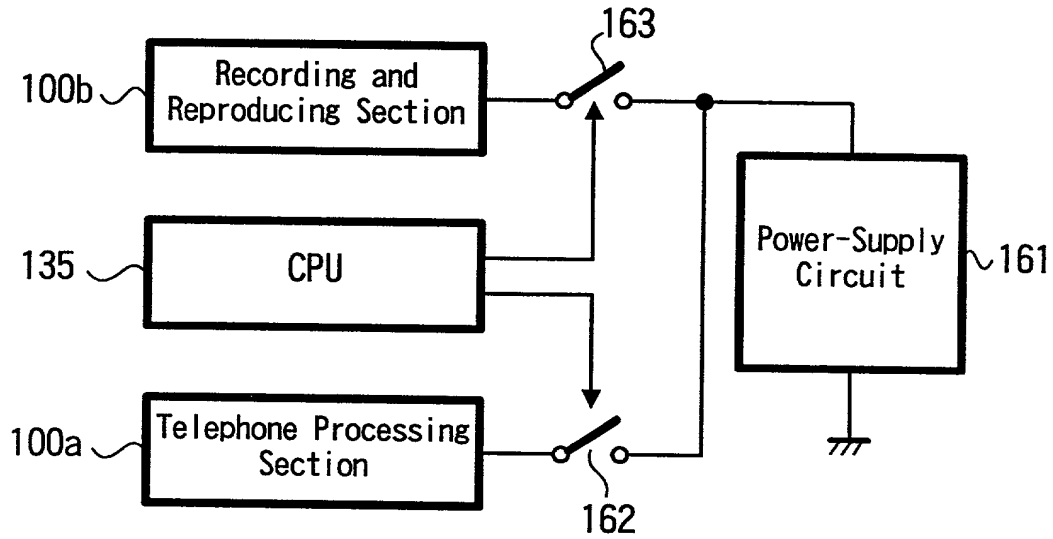 163
Recording and
Reproducing Section
100b
CPU
135
Power-Supply
Circuit
161
Telephone Processing
Section
100a
162